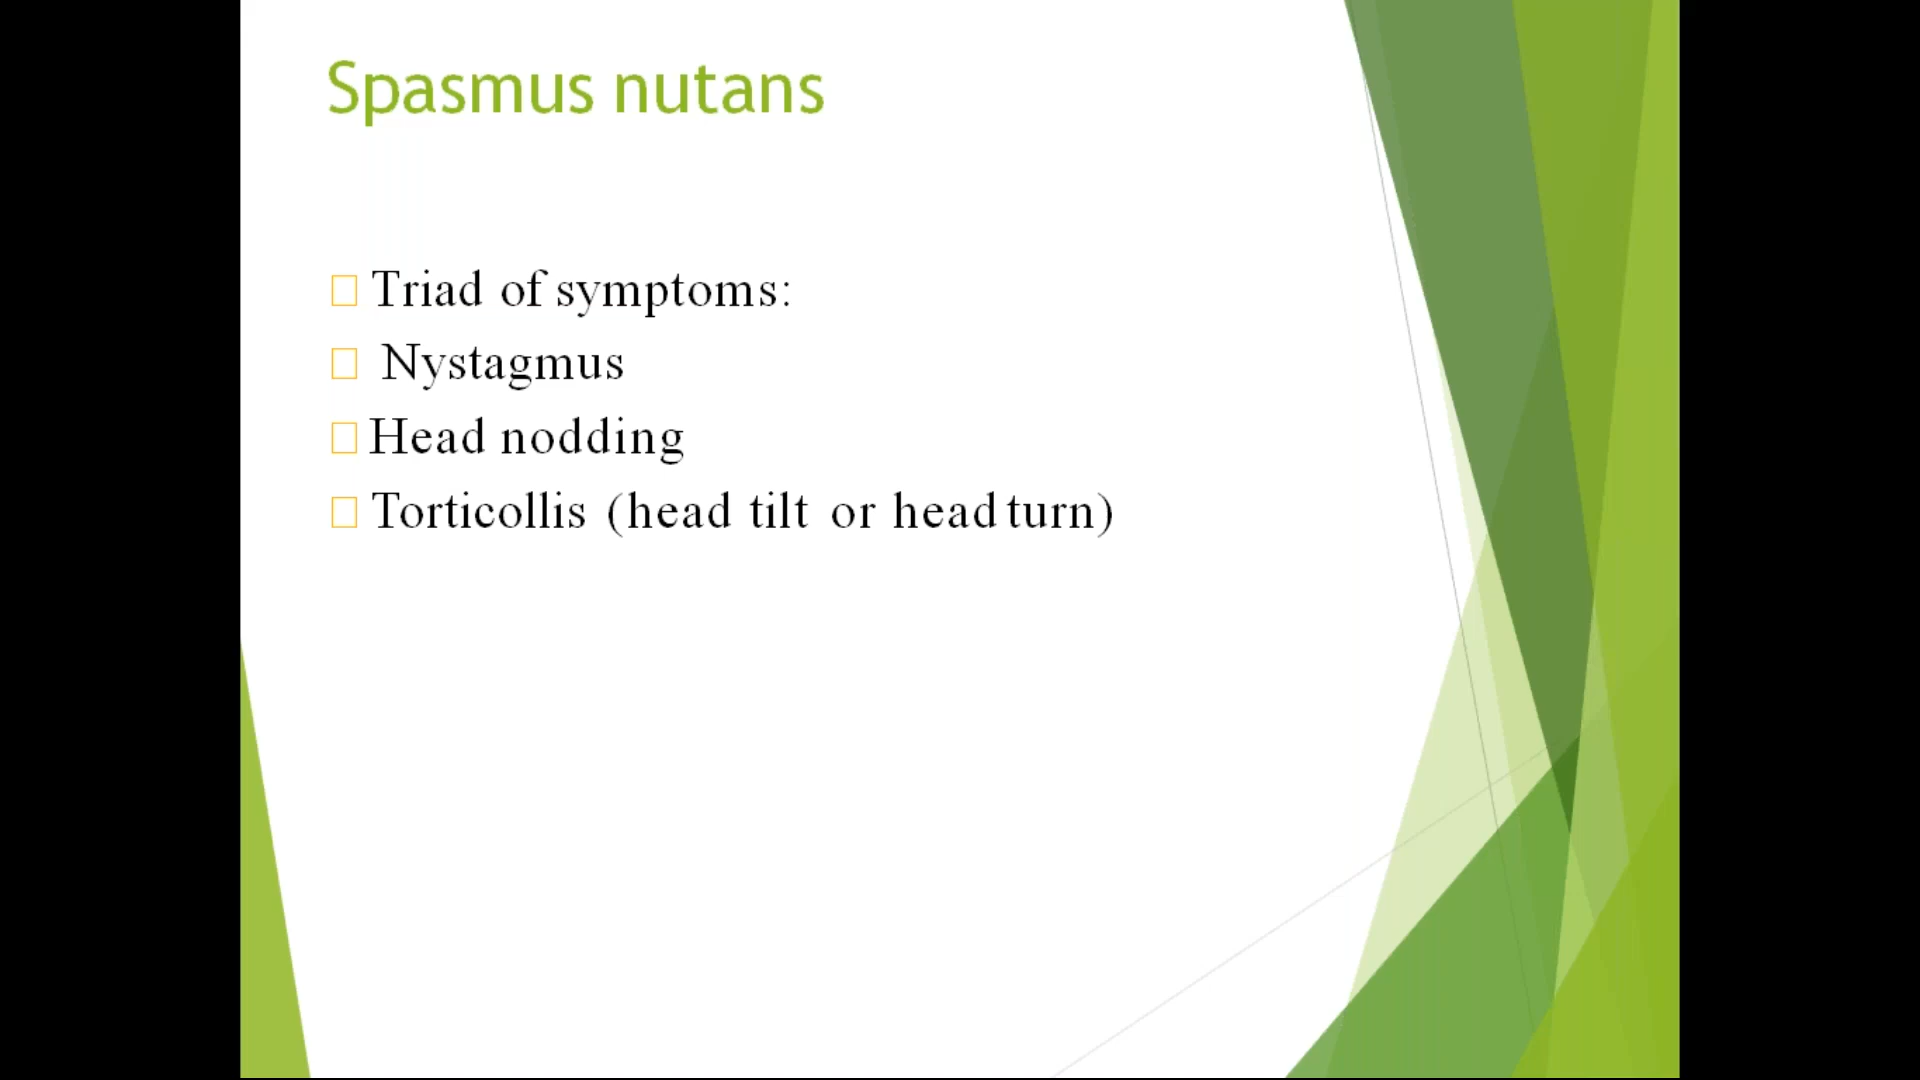 Spasmus nutans
Triad of symptoms:
Nystagmus
Head nodding
Torticollis (head tilt or head turn)